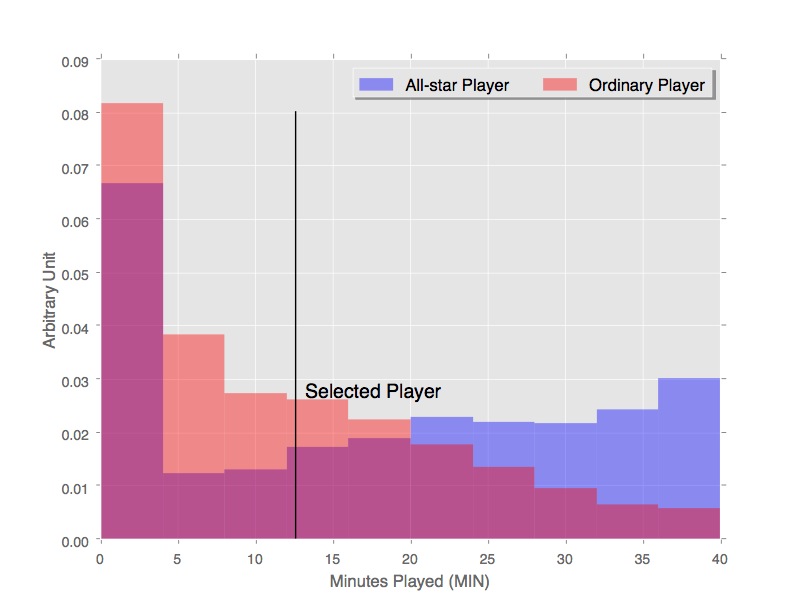 0.09
All-star Player Ordinary Player
0.08
0.07
0.06
0.05
0.04
0.03
0.02
0.01
0.00
Arbitrary Unit
Selected Player
0 5 10 15 20 25 30 35 40
Minutes Played (MIN)